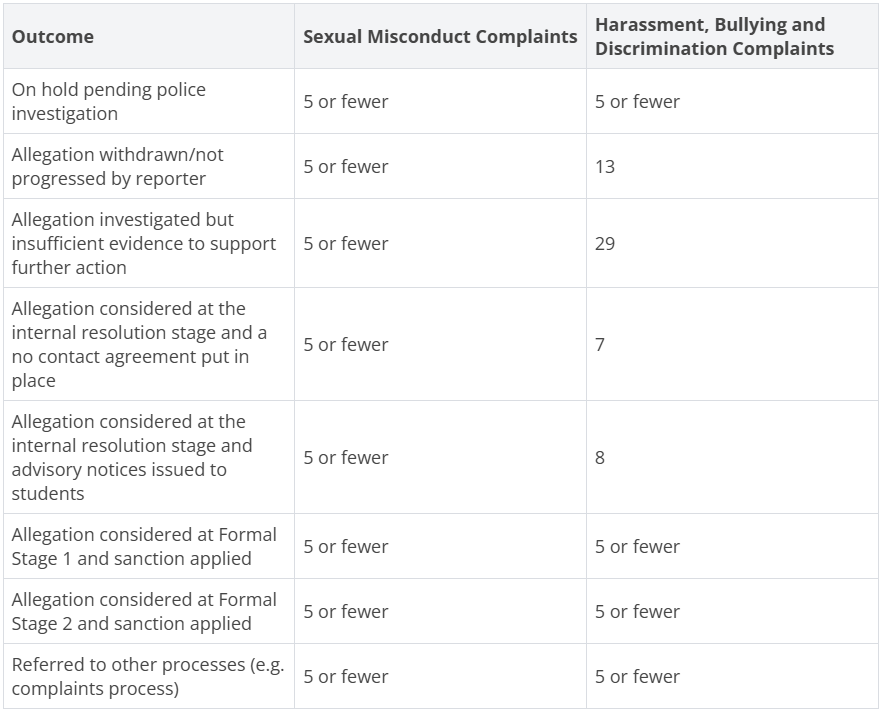 Outcome
Sexual Misconduct Complaints
Harassment, Bullying and
Discrimination Complaints
On hold pending police
investigation
5 or fewer
5 or fewer
Allegation withdrawn/not
progressed by reporter
5 or fewer
13
Allegation investigated but
insufficient evidence to support
further action
5 or fewer
29
Allegation considered at the
internal resolution stage and a
no contact agreement put in
place
5 or fewer
7
Allegation considered at the
internal resolution stage and
advisory notices issued to
students
5 or fewer
8
Allegation considered at Formal
Stage 1 and sanction applied
5 or fewer
5 or fewer
Allegation considered at Formal
Stage 2 and sanction applied
5 or fewer
5 or fewer
Referred to other processes (e.g.
complaints process)
5 or fewer
5 or fewer